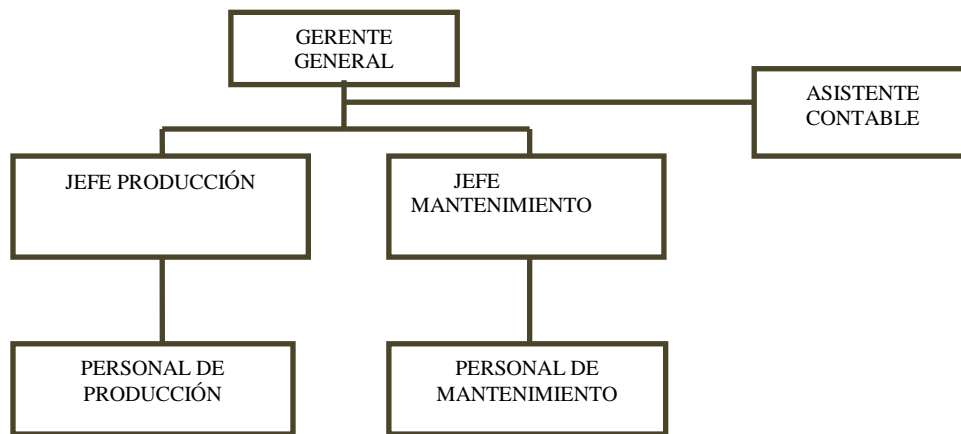 GERENTE
GENERAL
ASISTENTE
CONTABLE
JEFE PRODUCCIÓN
JEFE
MANTENIMIENTO
PERSONAL DE
PRODUCCIÓN
PERSONAL DE
MANTENIMIENTO